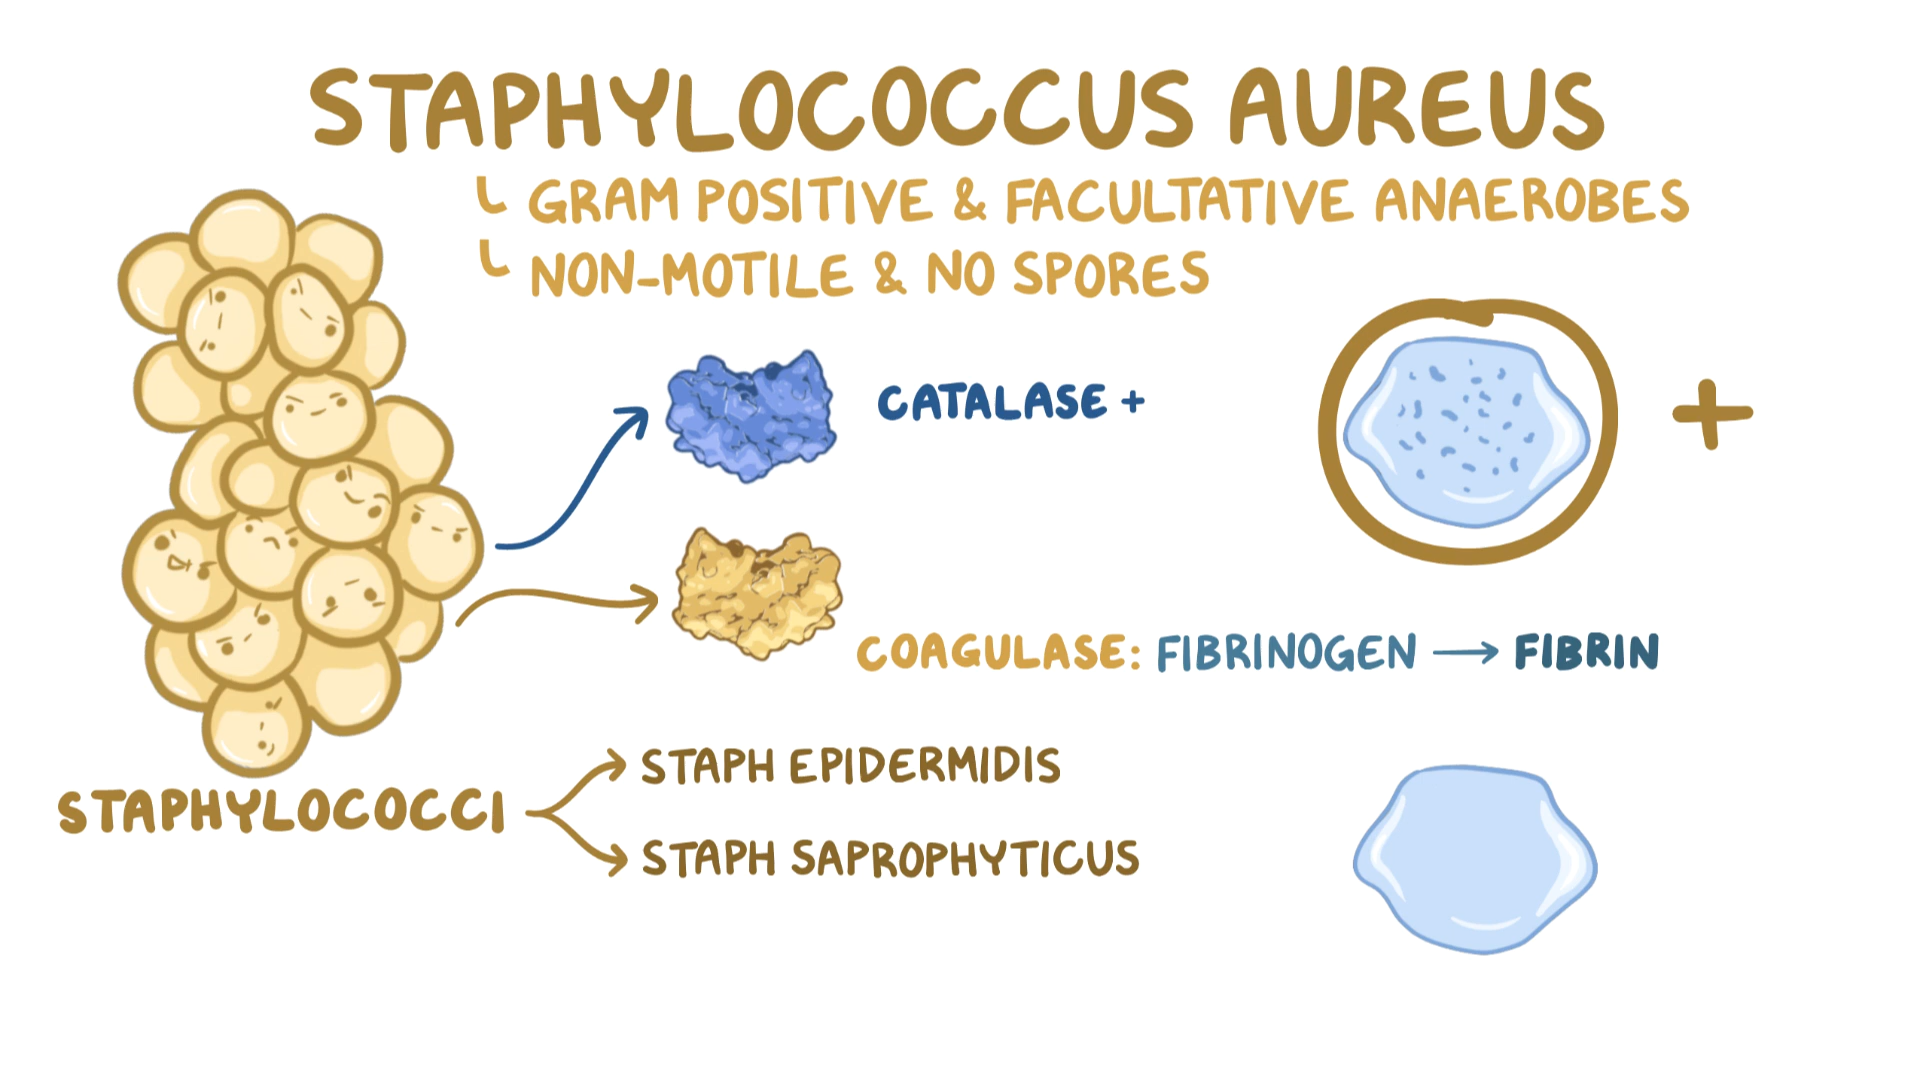 STAPHYLOCOCCUS AUREUS
GRAM POSITIVE & FACULTATIVE ANAEROBES
NON-MOTILE & NO SPORES
CATALASE +
+
COAGULASE: FIBRINOGEN → FIBRIN
STAPHYLOCOCCI
STAPH EPIDERMIDIS
STAPH SAPROPHYTICUS